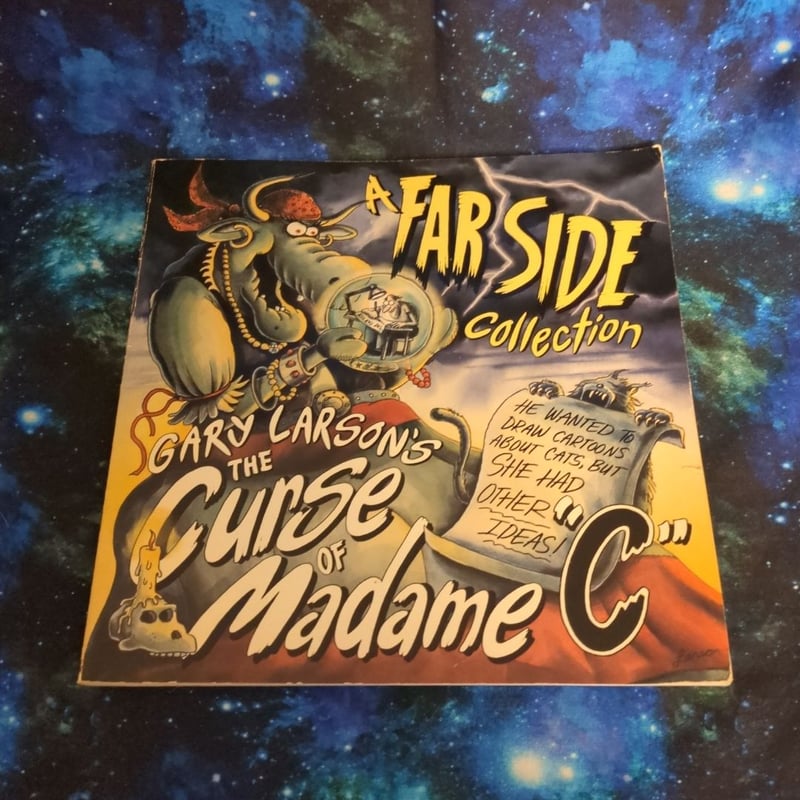 A FAR SIDE
Collection
HE WANTED TO
DRAW CARTOONS
ABOUT CATS, BUT
SHE HAD
OTHER
IDEAS!
GARY LARSON'S
THE
Curse
OF
Madame "C"
Larson